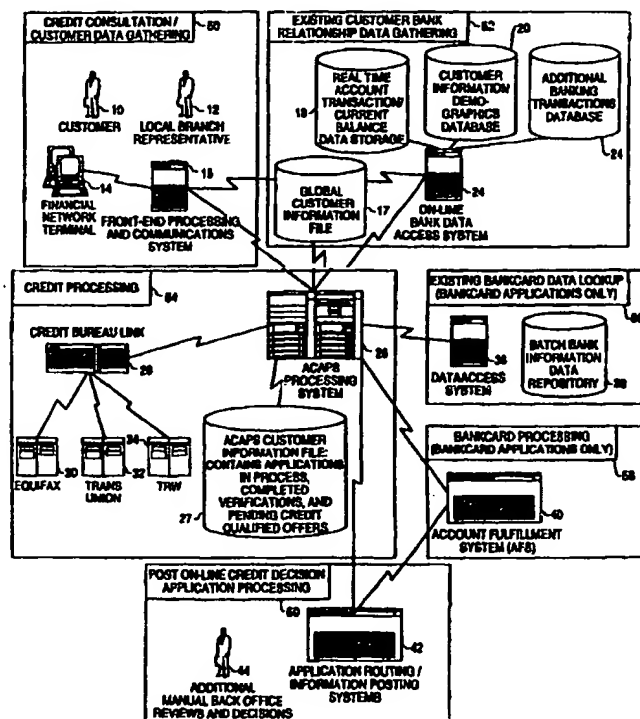 CREDIT CONSULTATION /
CUSTOMER DATA GATHERING
50
10
CUSTOMER
12
LOCAL BRANCH
REPRESENTATIVE
14
FINANCIAL
NETWORK
TERMINAL
FRONT-END PROCESSING
AND COMMUNICATIONS
SYSTEM
EXISTING CUSTOMER BANK
RELATIONSHIP DATA GATHERING
52
20
REAL TIME
ACCOUNT
TRANSACTION/
CURRENT
BALANCE
DATA STORAGE
18
CUSTOMER
INFORMATION/
DEMO-
GRAPHICS
DATABASE
ADDITIONAL
BANKING
TRANSACTIONS
DATABASE
24
GLOBAL
CUSTOMER
INFORMATION
FILE
17
24
ON-LINE
BANK DATA
ACCESS SYSTEM
CREDIT PROCESSING
54
CREDIT BUREAU LINK
ACAPS
PROCESSING
SYSTEM
30
EQUIFAX
32
TRANS
UNION
34
TRW
ACAPS CUSTOMER
INFORMATION FILE:
CONTAINS APPLICATIONS
IN PROCESS,
COMPLETED
VERIFICATIONS,
AND PENDING CREDIT
QUALIFIED OFFERS.
27
EXISTING BANKCARD DATA LOOKUP
(BANKCARD APPLICATIONS ONLY)
36
DATA ACCESS
SYSTEM
BATCH BANK
INFORMATION
DATA
REPOSITORY
BANKCARD PROCESSING
(BANKCARD APPLICATIONS ONLY)
58
40
ACCOUNT FULFILLMENT
SYSTEM (AFS)
POST ON-LINE CREDIT DECISION
APPLICATION PROCESSING
44
ADDITIONAL
MANUAL BACK OFFICE
REVIEWS AND DECISIONS
42
APPLICATION ROUTING /
INFORMATION POSTING
SYSTEMS